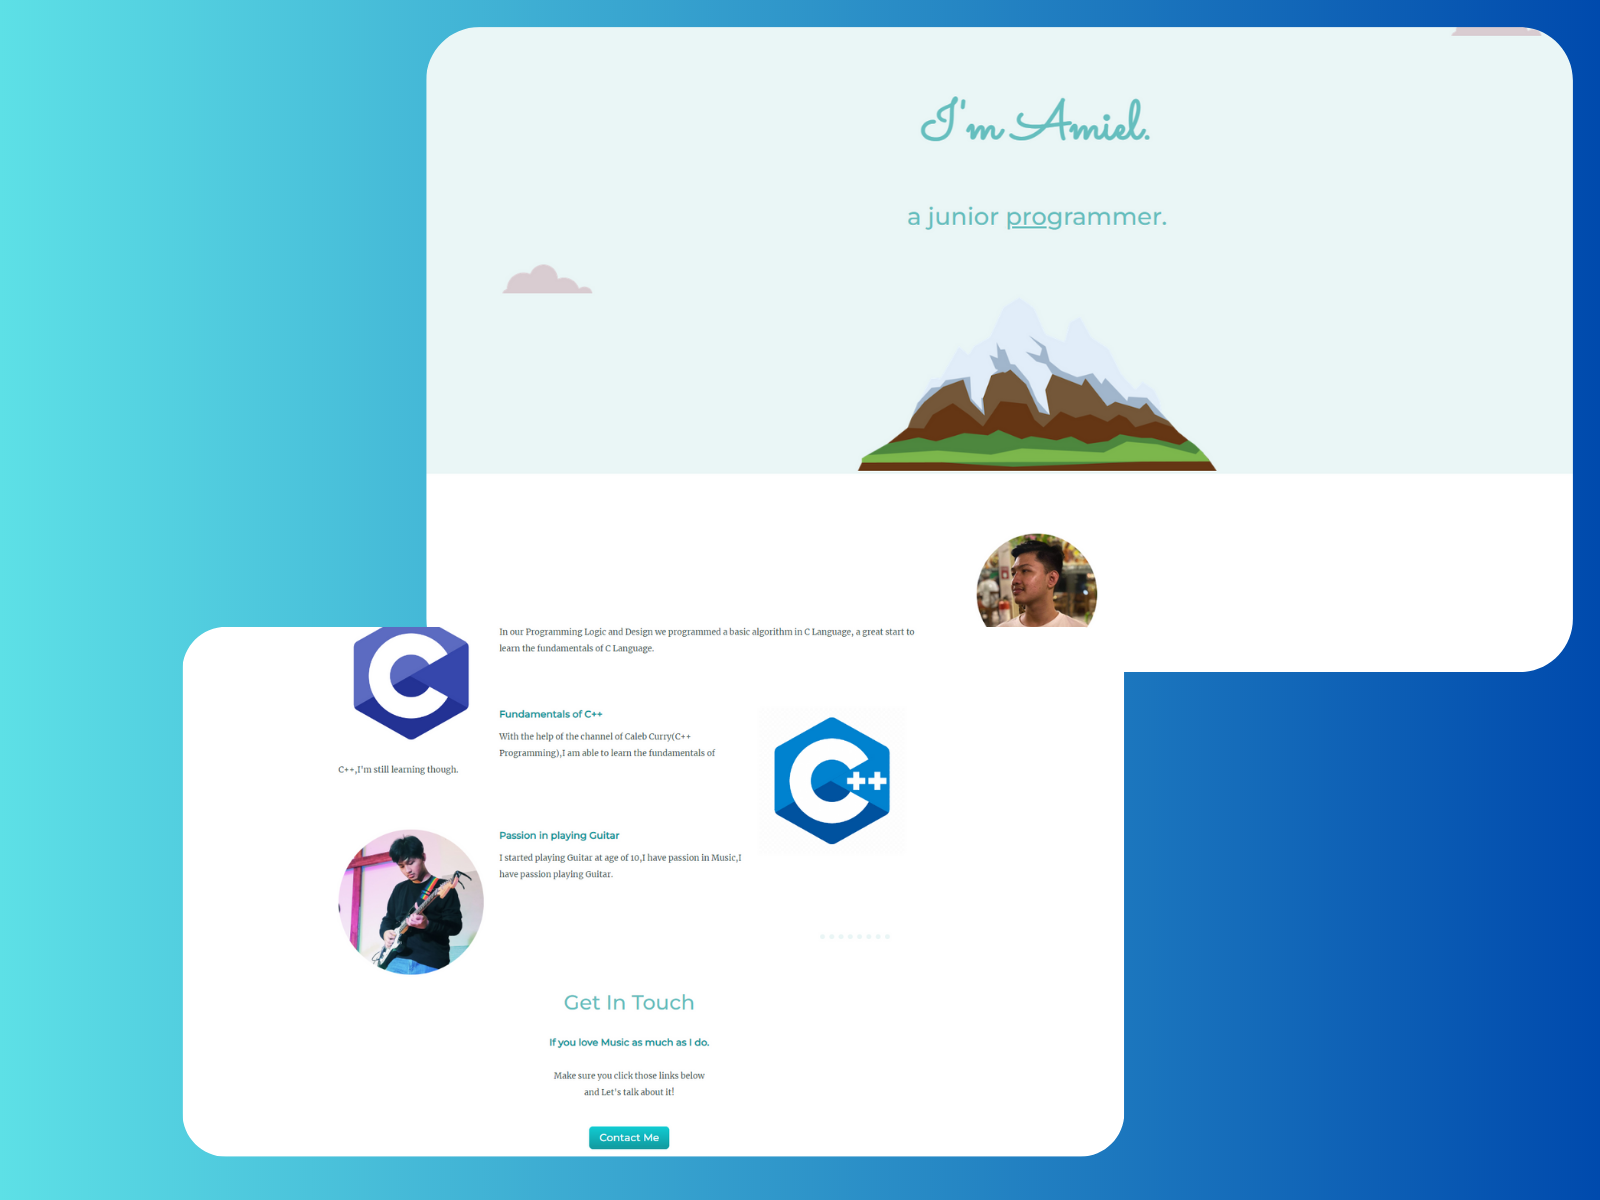 I'm Amiel.
a junior programmer.
In our Programming Logic and Design we programmed a basic algorithm in C Language, a great start to
learn the fundamentals of C Language.
Fundamentals of C++
With the help of the channel of Caleb Curry(C++
Programming),I am able to learn the fundamentals of
C++,I'm still learning though.
C++
Passion in playing Guitar
I started playing Guitar at age of 10,I have passion in Music,I
have passion playing Guitar.
Get In Touch
If you love Music as much as I do.
Make sure you click those links below
and Let's talk about it!
Contact Me